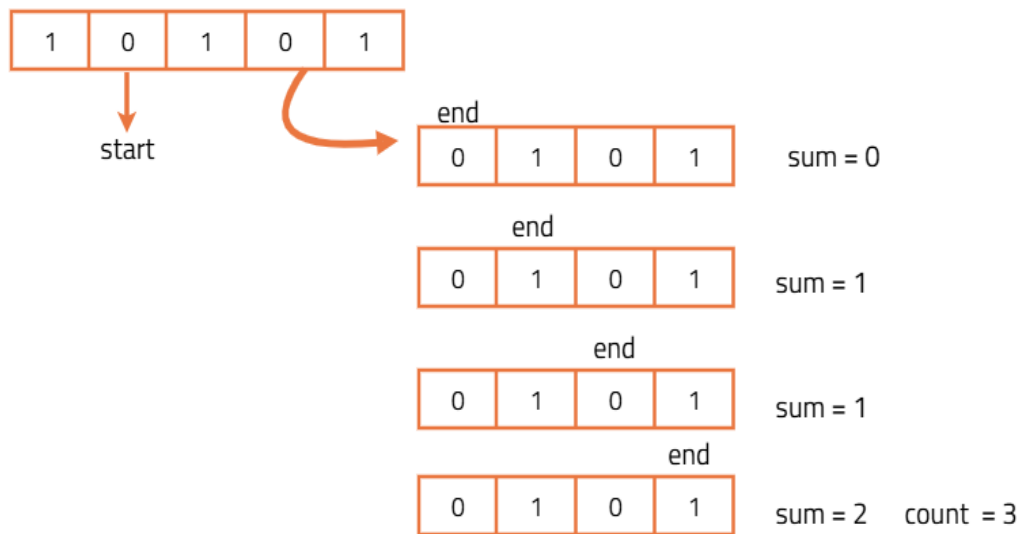 1 0 1 0 1
start
end
0 1 0 1 sum = 0
end
0 1 0 1 sum = 1
end
0 1 0 1 sum = 1
end
0 1 0 1 sum = 2 count = 3